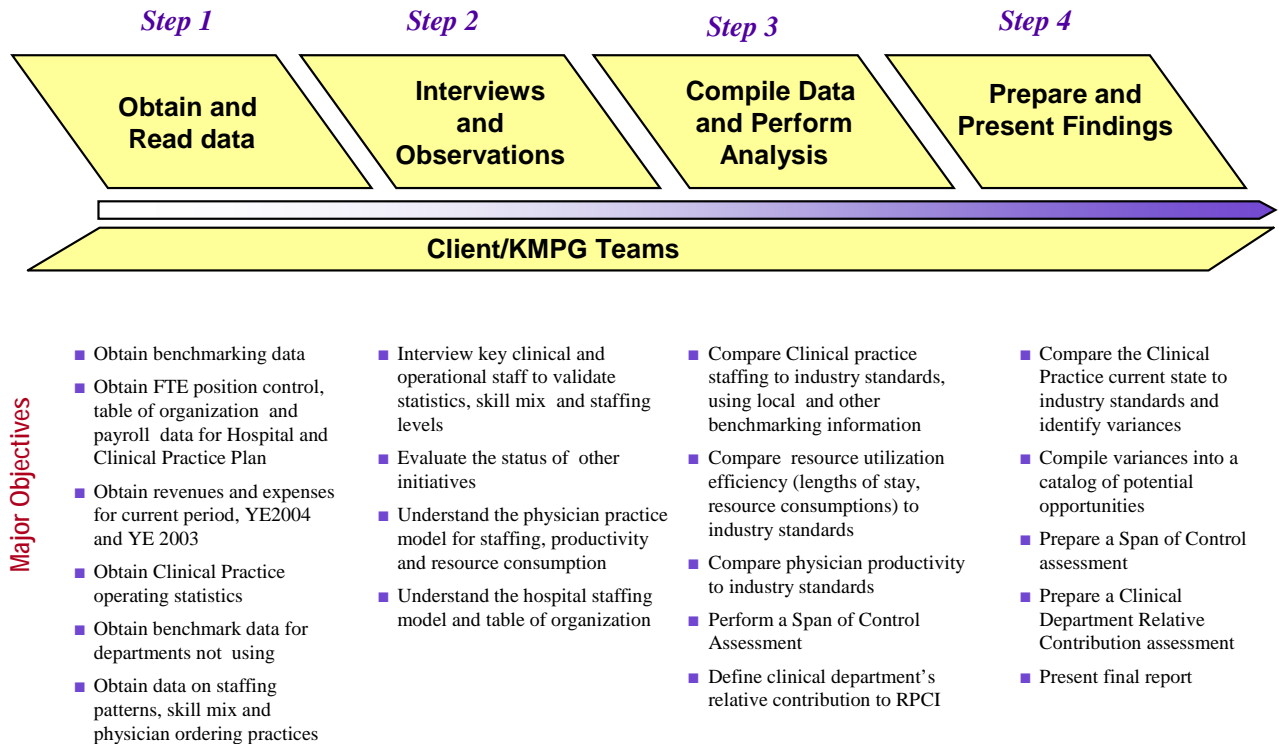 Step 1
Step 2
Step 3
Step 4
Obtain and
Read data
Interviews
and
Observations
Compile Data
and Perform
Analysis
Prepare and
Present Findings
Client/KMPG Teams
Major Objectives
■ Obtain benchmarking data
■ Obtain FTE position control,
table of organization and
payroll data for Hospital and
Clinical Practice Plan
■ Obtain revenues and expenses
for current period, YE2004
and YE 2003
■ Obtain Clinical Practice
operating statistics
■ Obtain benchmark data for
departments not using
■ Obtain data on staffing
patterns, skill mix and
physician ordering practices
■ Interview key clinical and
operational staff to validate
statistics, skill mix and staffing
levels
■ Evaluate the status of other
initiatives
■ Understand the physician practice
model for staffing, productivity
and resource consumption
■ Understand the hospital staffing
model and table of organization
■ Compare Clinical practice
staffing to industry standards,
using local and other
benchmarking information
■ Compare resource utilization
efficiency (lengths of stay,
resource consumptions) to
industry standards
■ Compare physician productivity
to industry standards
■ Perform a Span of Control
Assessment
■ Define clinical department's
relative contribution to RPCI
■ Compare the Clinical
Practice current state to
industry standards and
identify variances
■ Compile variances into a
catalog of potential
opportunities
■ Prepare a Span of Control
assessment
■ Prepare a Clinical
Department Relative
Contribution assessment
■ Present final report